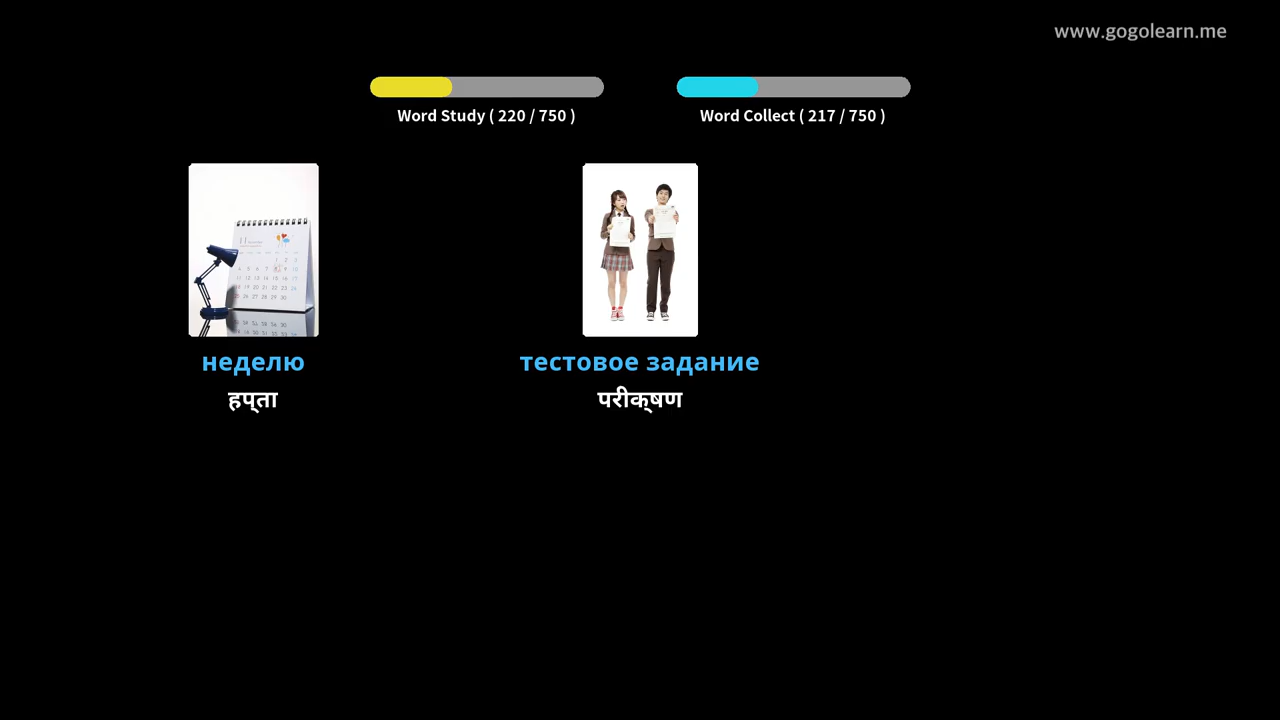 www.gogolearn.me
Word Study ( 220 / 750 )
Word Collect ( 217 / 750 )
неделю
тестовое задание
हप्ता
परीक्षण